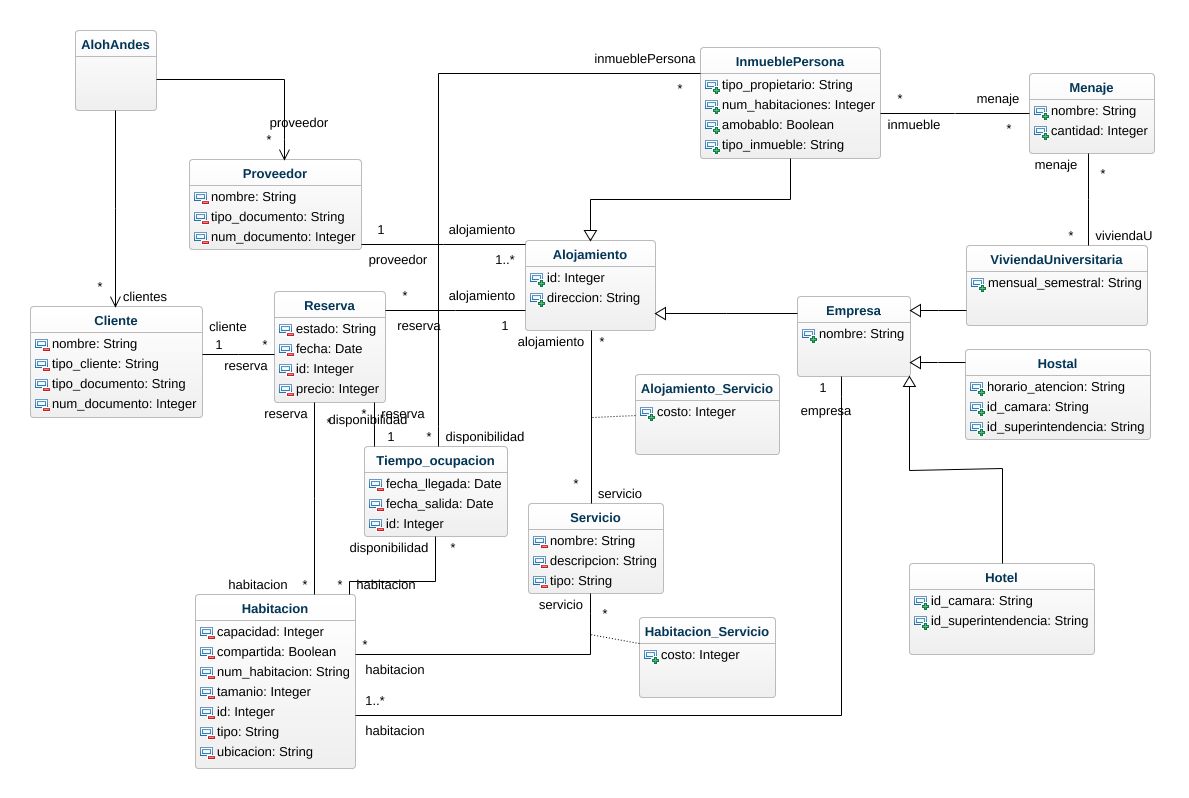 AlohAndes
proveedor
*
*
clientes
Proveedor
nombre: String
tipo_documento: String
num_documento: Integer
1
proveedor
alojamiento
1..*
inmueblePersona
*
InmueblePersona
tipo_propietario: String
num_habitaciones: Integer
amobablo: Boolean
tipo_inmueble: String
*
inmueble
menaje
*
Menaje
nombre: String
cantidad: Integer
menaje
*
*
viviendaU
Alojamiento
id: Integer
direccion: String
ViviendaUniversitaria
mensual_semestral: String
Cliente
nombre: String
tipo_cliente: String
tipo_documento: String
num_documento: Integer
cliente
1
*
reserva
Reserva
estado: String
fecha: Date
id: Integer
precio: Integer
*
reserva
alojamiento
1
Empresa
nombre: String
1
empresa
Hostal
horario_atencion: String
id_camara: String
id_superintendencia: String
alojamiento
*
Alojamiento_Servicio
costo: Integer
reserva
*
disponibilidad
*
reserva
1
*
disponibilidad
Tiempo_ocupacion
fecha_llegada: Date
fecha_salida: Date
id: Integer
disponibilidad
*
*
servicio
Servicio
nombre: String
descripcion: String
tipo: String
servicio
*
Hotel
id_camara: String
id_superintendencia: String
habitacion
*
*
habitacion
Habitacion
capacidad: Integer
compartida: Boolean
num_habitacion: String
tamanio: Integer
id: Integer
tipo: String
ubicacion: String
*
habitacion
Habitacion_Servicio
costo: Integer
1..*
habitacion